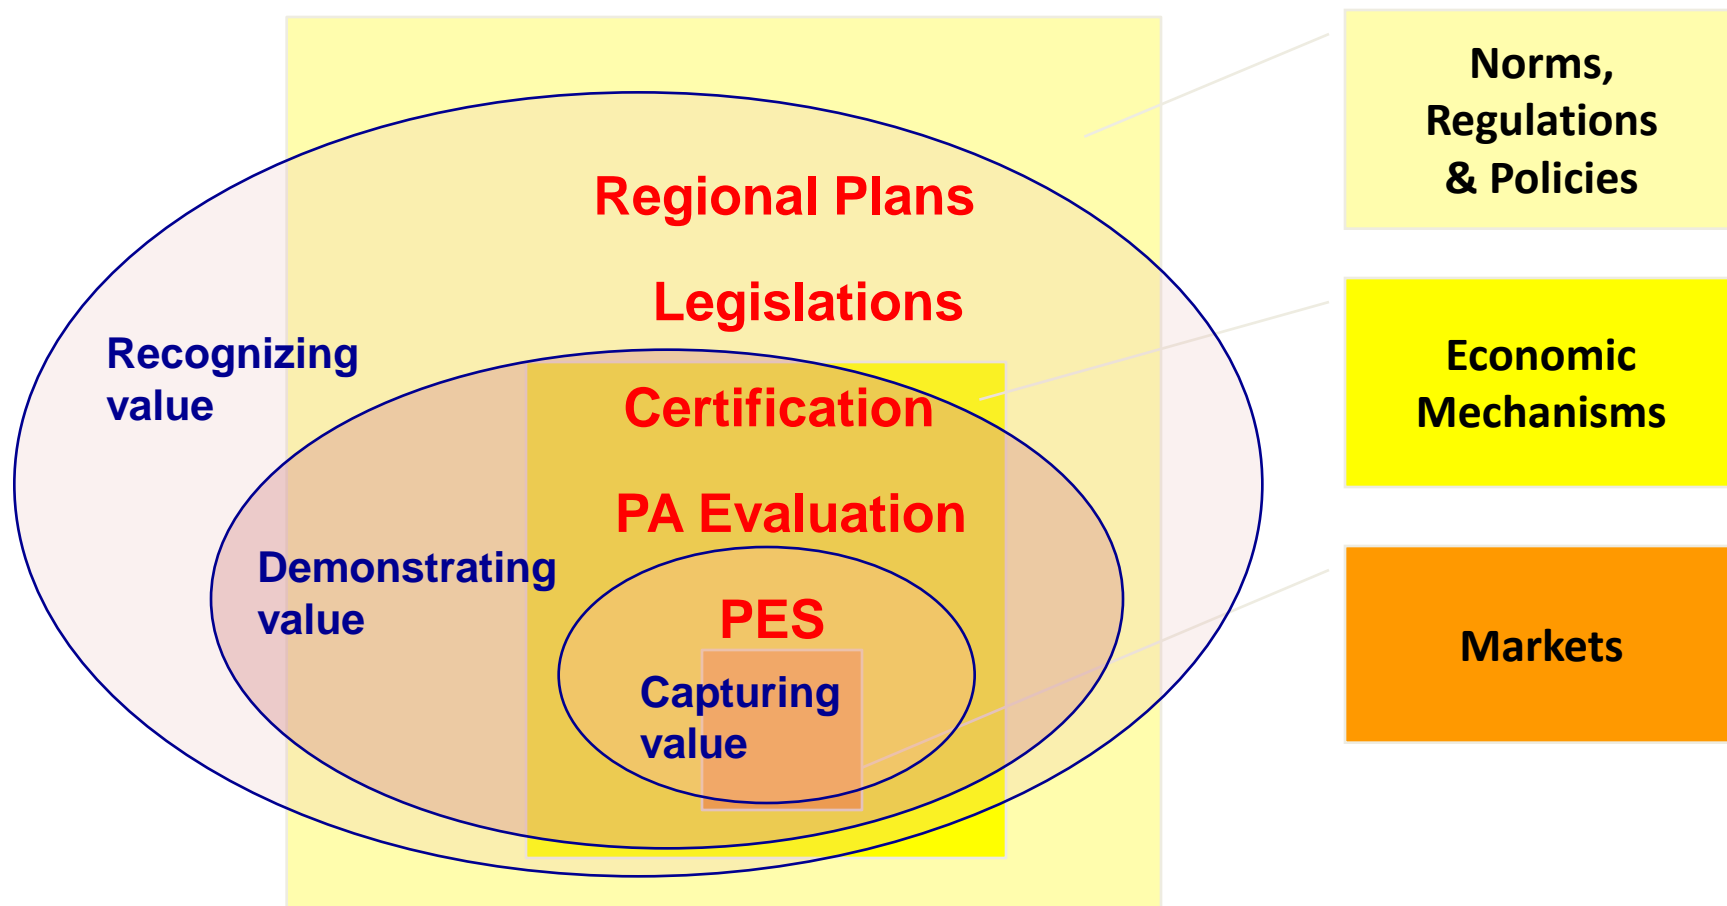 Regional Plans
Legislations
Recognizing
value
Certification
PA Evaluation
Demonstrating
value
PES
Capturing
value
Norms,
Regulations
& Policies
Economic
Mechanisms
Markets